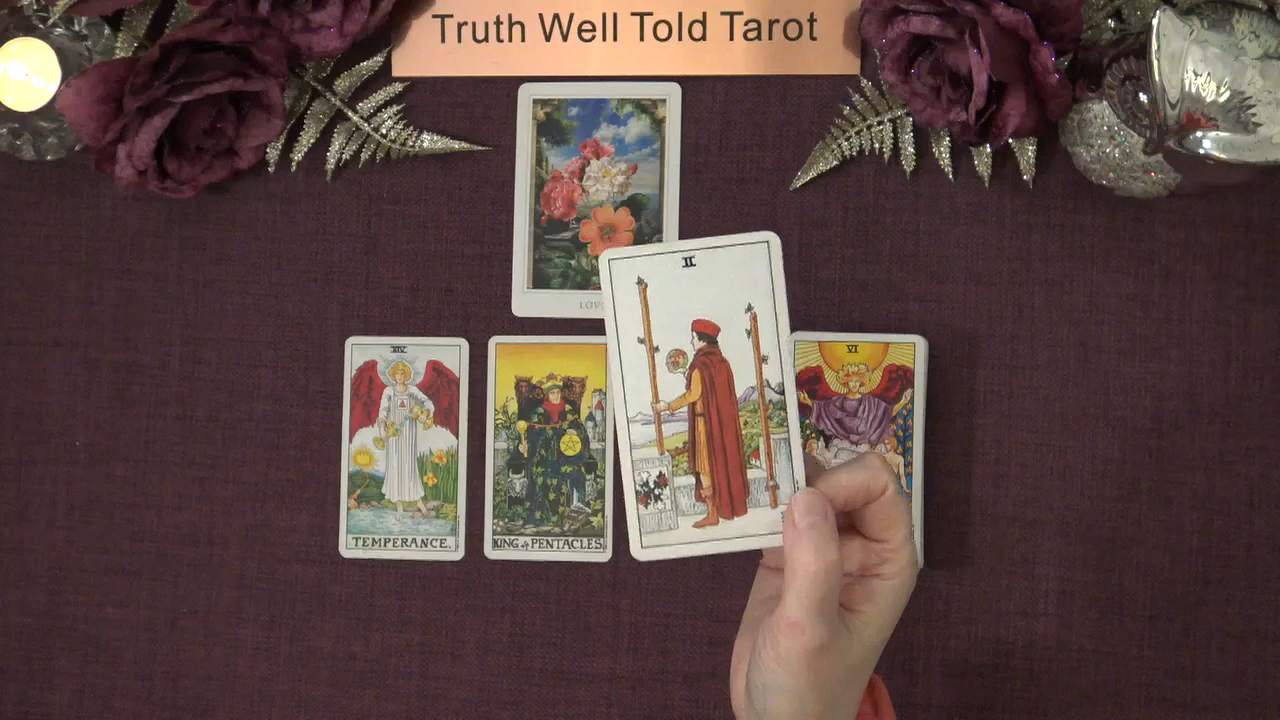 Truth Well Told Tarot
II
XIV
TEMPERANCE.
KING of PENTACLES.
VI